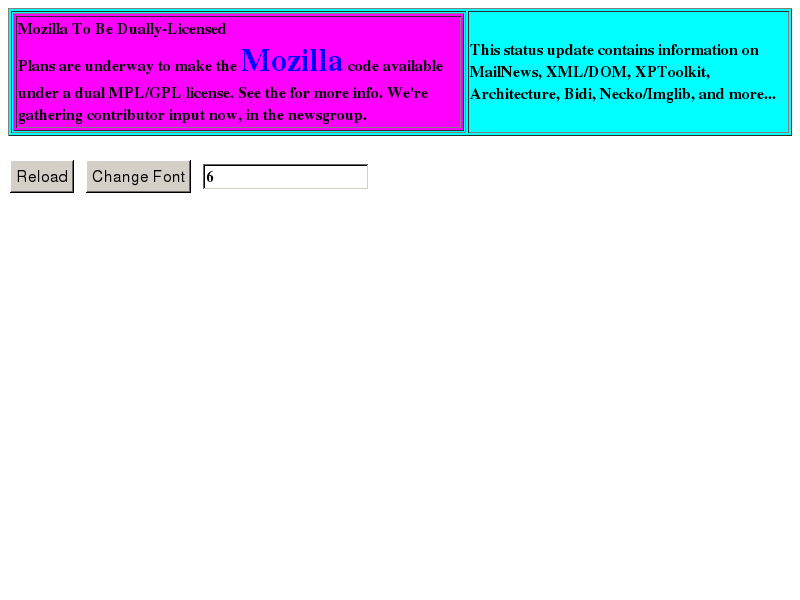 Mozilla To Be Dually-Licensed
Plans are underway to make the Mozilla code available
under a dual MPL/GPL license. See the for more info. We're
gathering contributor input now, in the newsgroup.
This status update contains information on
MailNews, XML/DOM, XPToolkit,
Architecture, Bidi, Necko/Imglib, and more...
Reload Change Font 6